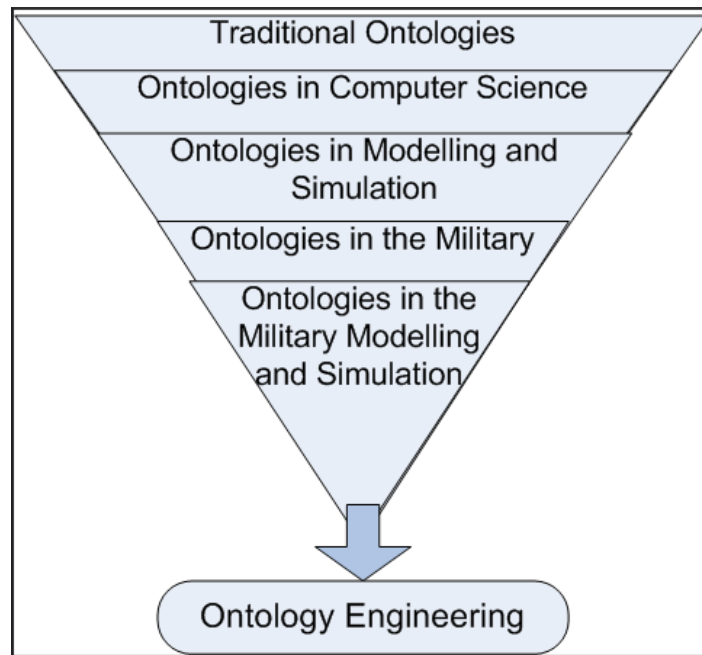 Traditional Ontologies
Ontologies in Computer Science
Ontologies in Modelling and
Simulation
Ontologies in the Military
Ontologies in the
Military Modelling
and Simulation
Ontology Engineering